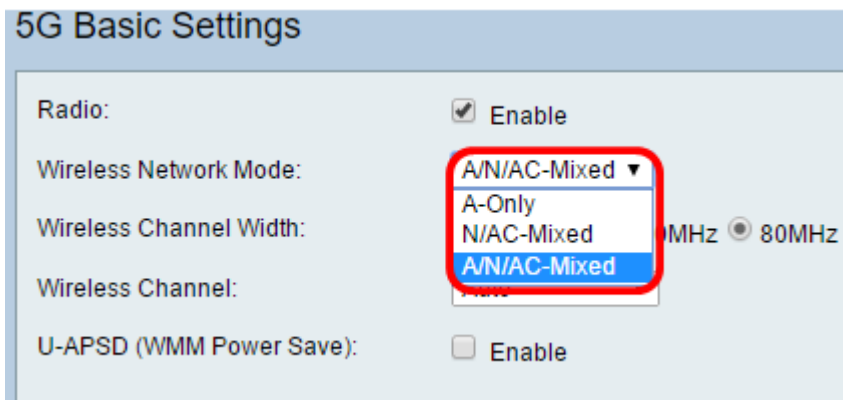 5G Basic Settings
Radio:
Enable
Wireless Network Mode:
A/N/AC-Mixed
A-Only
N/AC-Mixed
A/N/AC-Mixed
Wireless Channel Width:
80MHz
Wireless Channel:
U-APSD (WMM Power Save):
Enable